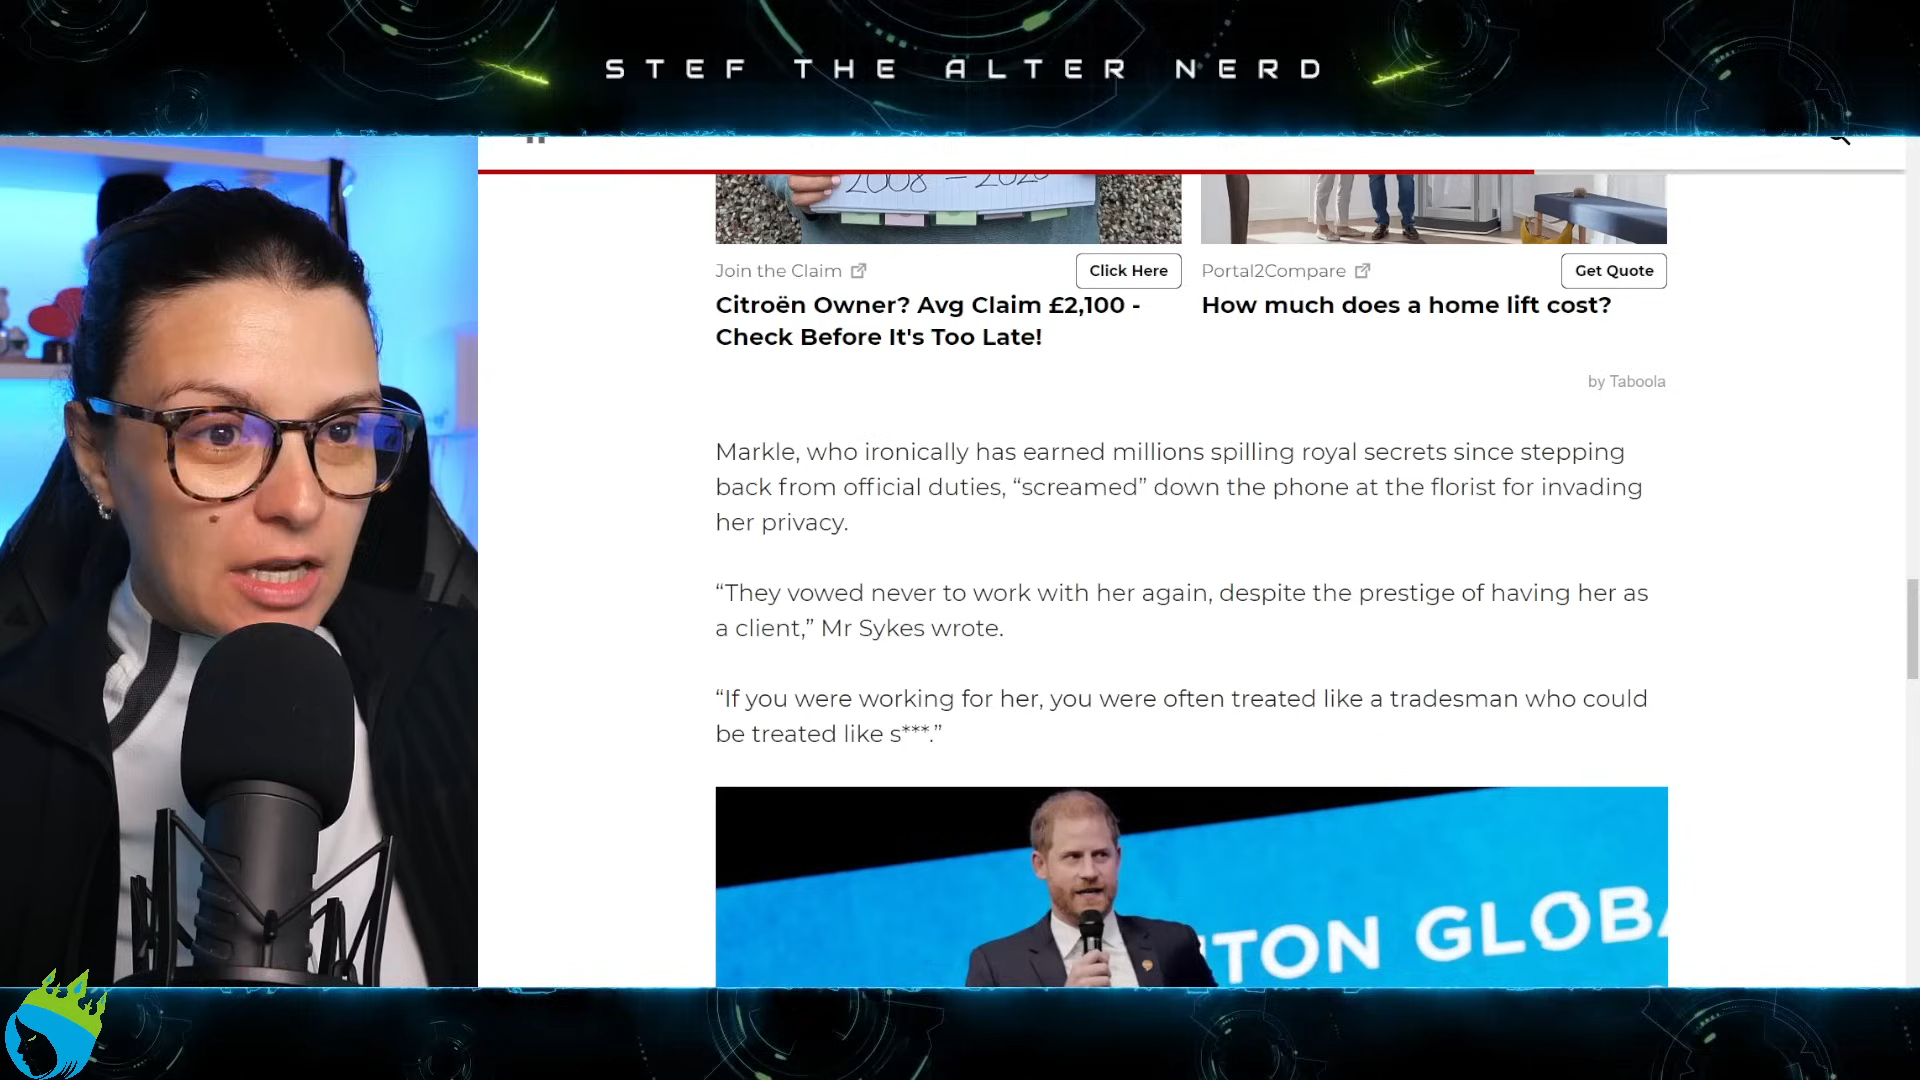 STEF THE ALTER NERD
2008 – 2020
Join the Claim
Click Here
Citroën Owner? Avg Claim £2,100 -
Check Before It's Too Late!
Portal2Compare
Get Quote
How much does a home lift cost?
by Taboola
Markle, who ironically has earned millions spilling royal secrets since stepping
back from official duties, “screamed” down the phone at the florist for invading
her privacy.
“They vowed never to work with her again, despite the prestige of having her as
a client,” Mr Sykes wrote.
“If you were working for her, you were often treated like a tradesman who could
be treated like s***.”
GLOBA